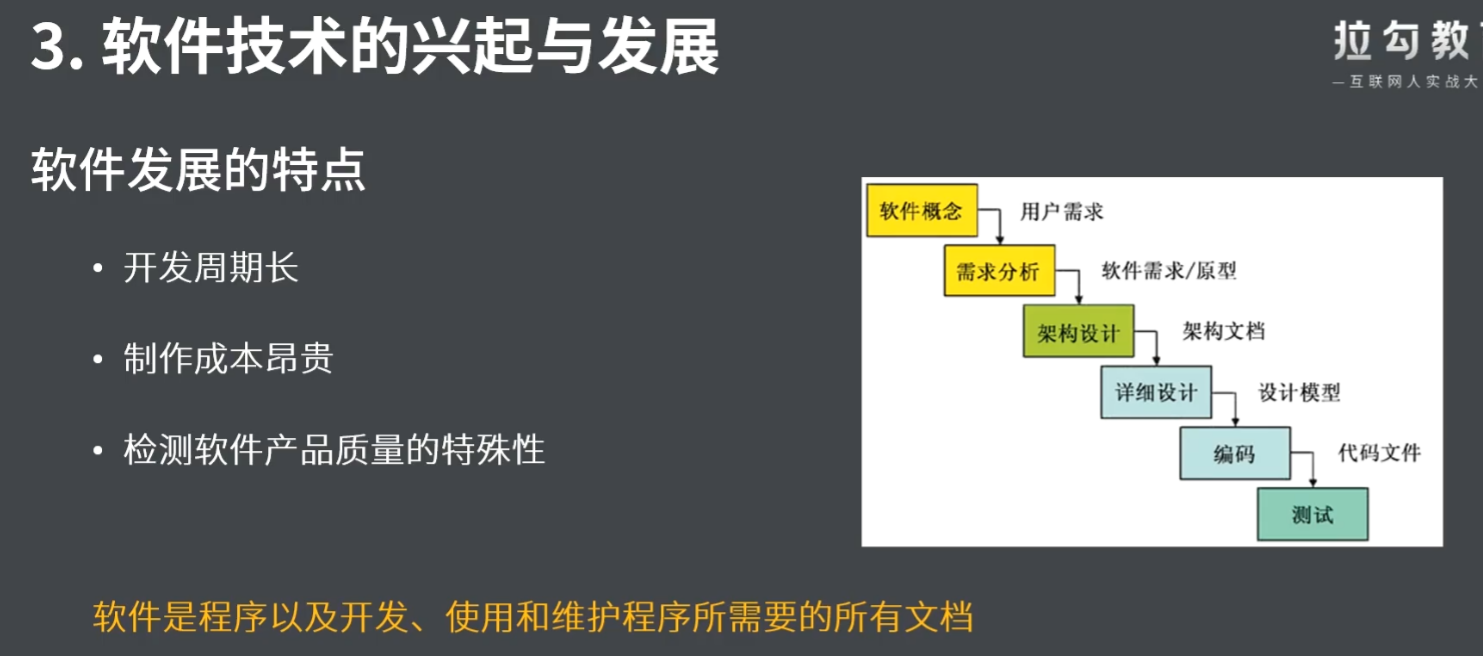 3. 软件技术的兴起与发展
拉勾教
—互联网人实战大
软件发展的特点
• 开发周期长
• 制作成本昂贵
• 检测软件产品质量的特殊性
软件概念
用户需求
需求分析
软件需求/原型
架构设计
架构文档
详细设计
设计模型
编码
代码文件
测试
软件是程序以及开发、使用和维护程序所需要的所有文档